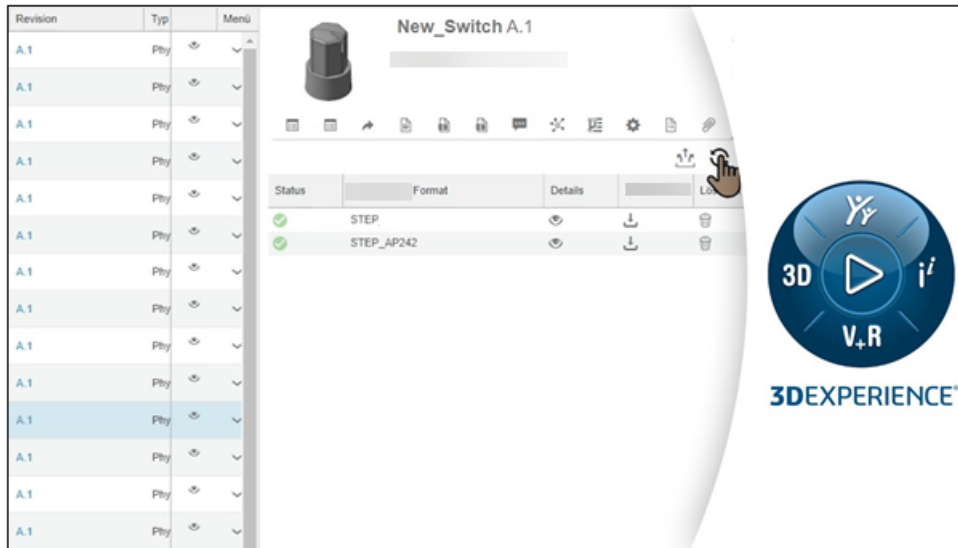 Revision Typ Menü
A.1 Phy
A.1 Phy
A.1 Phy
A.1 Phy
A.1 Phy
A.1 Phy
A.1 Phy
A.1 Phy
A.1 Phy
A.1 Phy
A.1 Phy
A.1 Phy
A.1 Phy
A.1 Phy
New_Switch A.1
Status Format Details
STEP
STEP_AP242
3D
i i
V+R
3DEXPERIENCE®